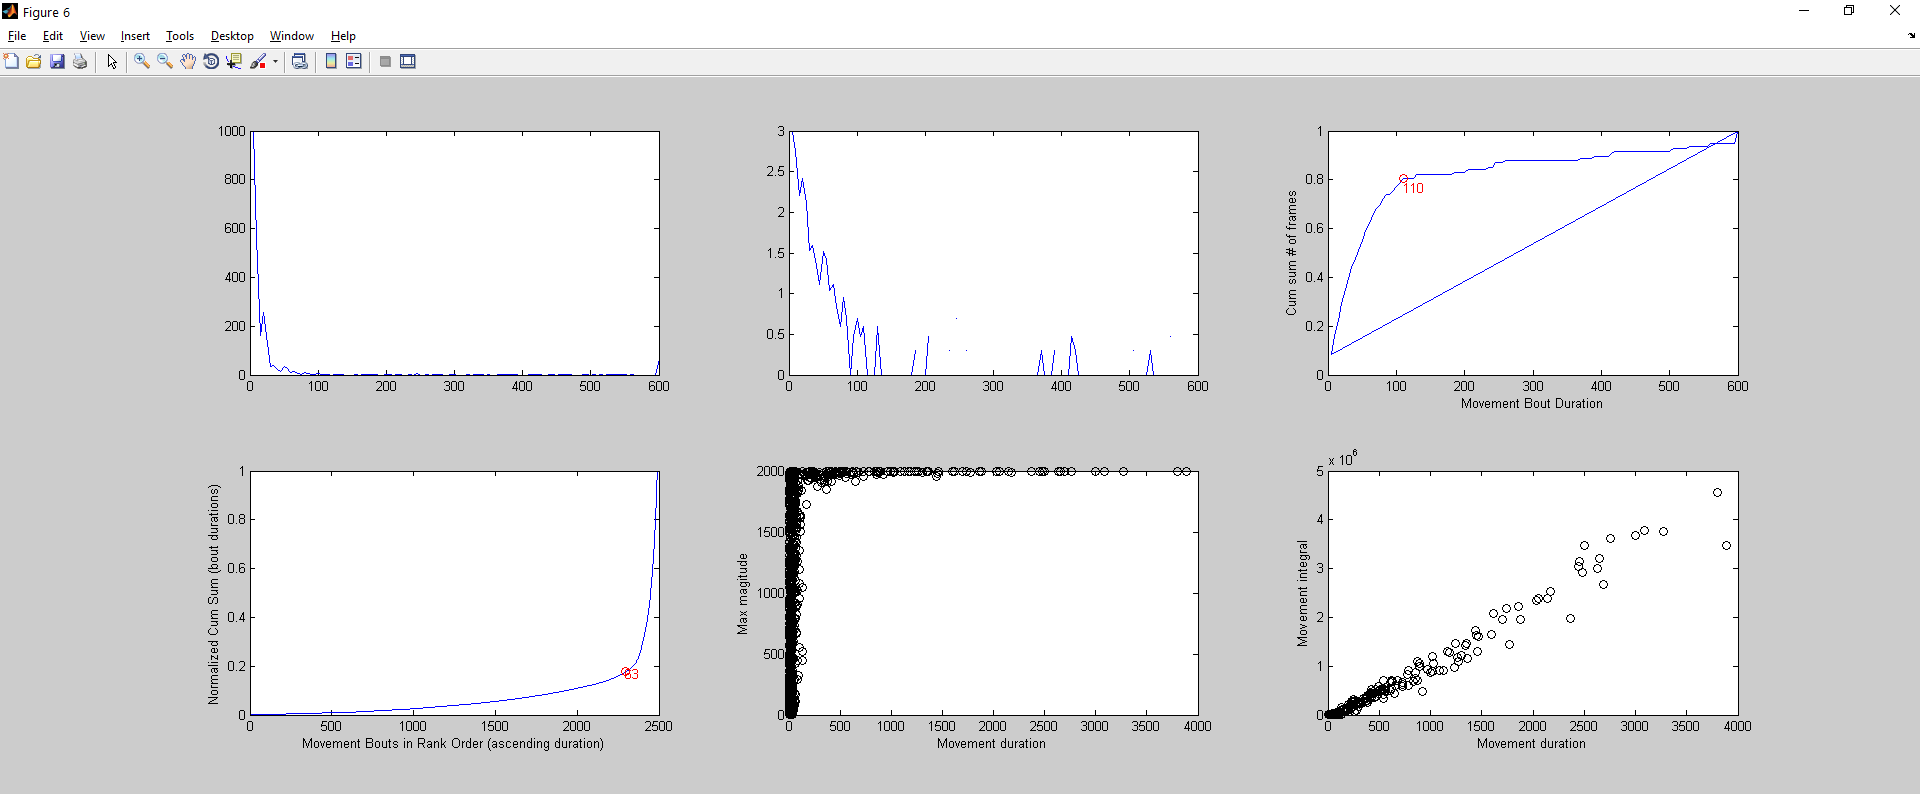 Figure 6
File Edit View Insert Tools Desktop Window Help
1000
800
600
400
200
0
0 100 200 300 400 500 600
3
2.5
2
1.5
1
0.5
0
0 100 200 300 400 500 600
Cum sum # of frames
1
0.8
0.6
0.4
0.2
0
110
0 100 200 300 400 500 600
Movement Bout Duration
Normalized Cum Sum (bout durations)
1
0.8
0.6
0.4
0.2
0
63
0 500 1000 1500 2000 2500
Movement Bouts in Rank Order (ascending duration)
Max magitude
2000
1500
1000
500
0
0 500 1000 1500 2000 2500 3000 3500 4000
Movement duration
Movement integral
x 10^6
5
4
3
2
1
0
0 500 1000 1500 2000 2500 3000 3500 4000
Movement duration